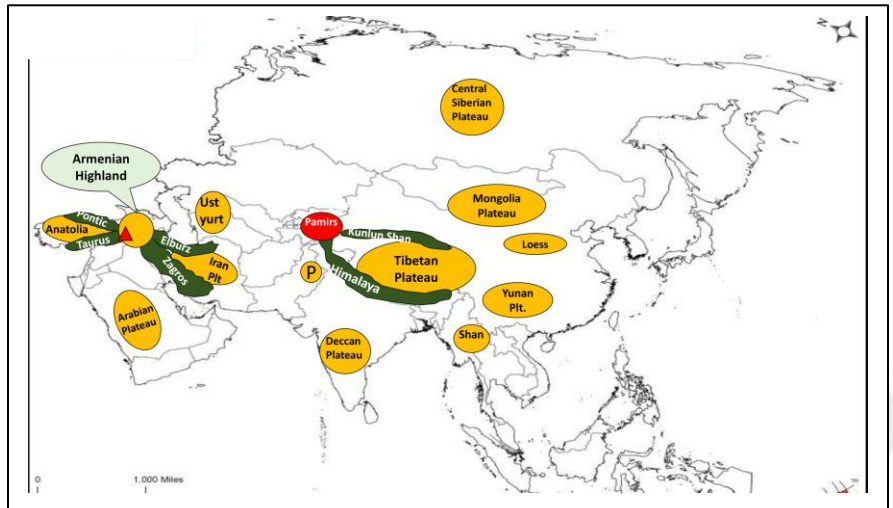 Central
Siberian
Plateau
Armenian
Highland
Ust
yurt
Mongolia
Plateau
Pontic
Anatolia
Taurus
Pamirs
Kunlun Shan
Loess
Elburz
Zagros
Iran
Plt
P
Himalaya
Tibetan
Plateau
Yunan
Plt.
Arabian
Plateau
Deccan
Plateau
Shan
0
1,000 Miles